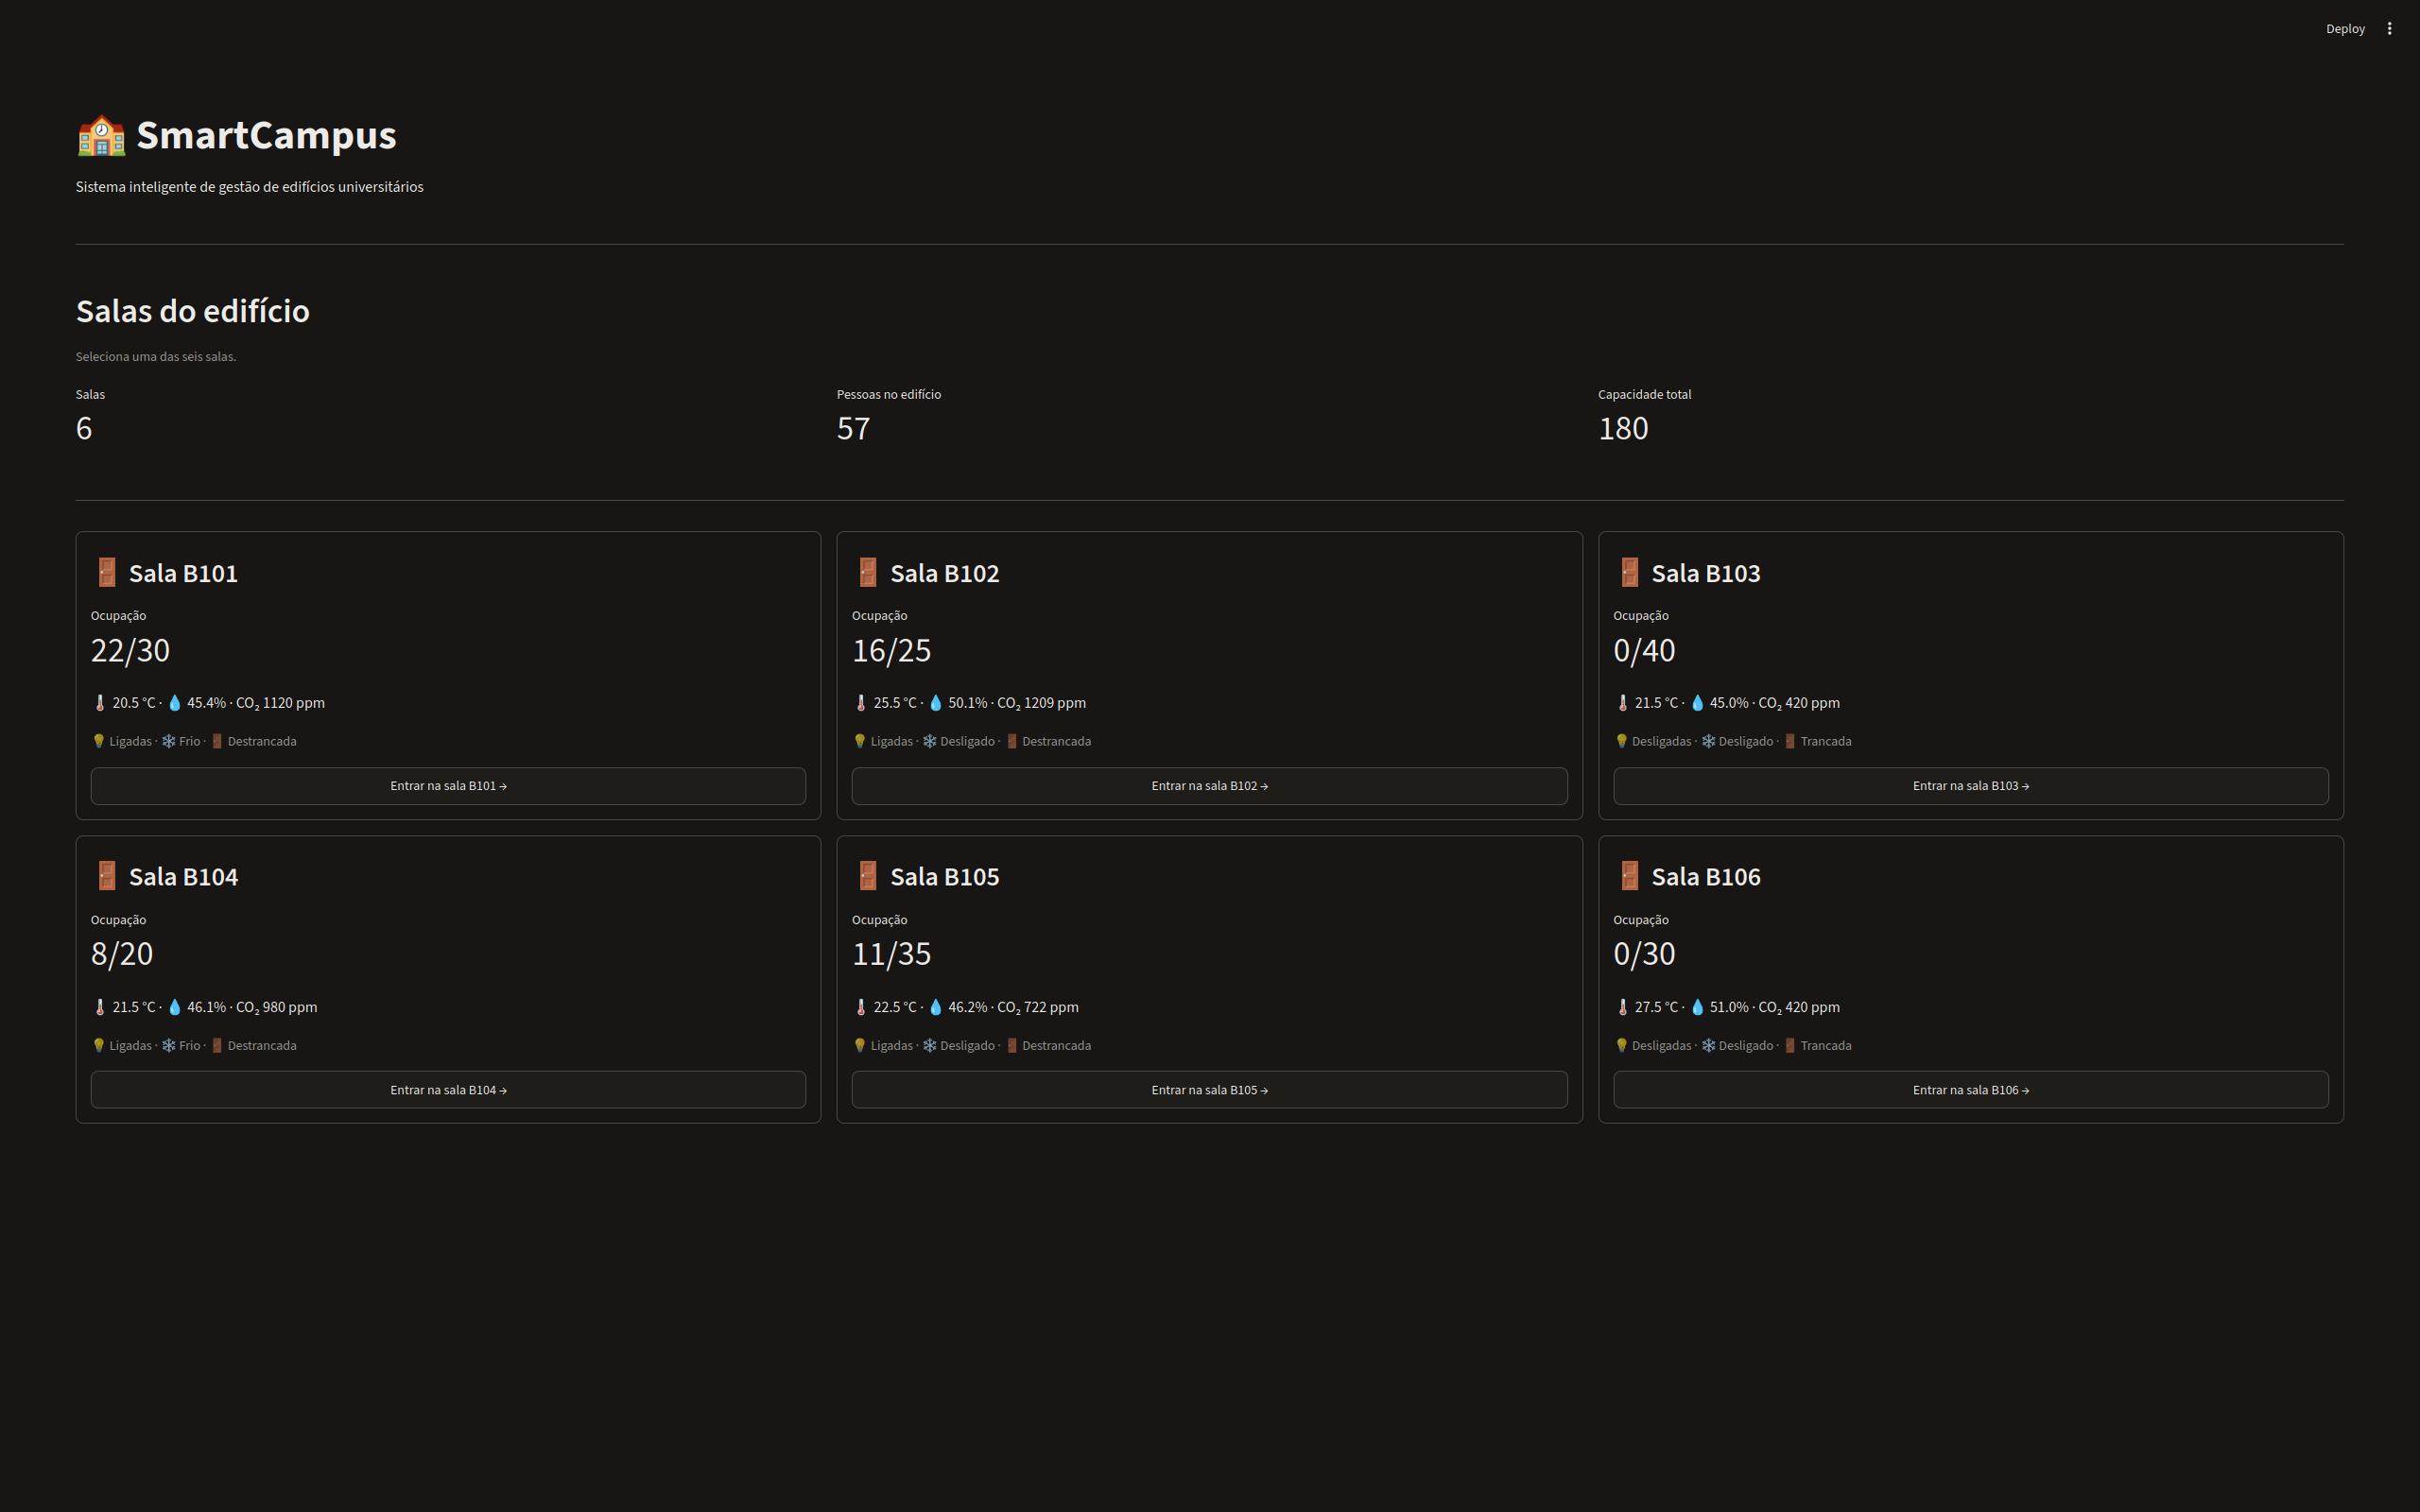 Deploy
SmartCampus
Sistema inteligente de gestão de edifícios universitários
Salas do edifício
Seleciona uma das seis salas.
Salas
6
Pessoas no edifício
57
Capacidade total
180
Sala B101
Ocupação
22/30
🌡️ 20.5 °C · 💧 45.4% · CO₂ 1120 ppm
💡 Ligadas · ❄️ Frio · 🚪 Destrancada
Entrar na sala B101 →
Sala B102
Ocupação
16/25
🌡️ 25.5 °C · 💧 50.1% · CO₂ 1209 ppm
💡 Ligadas · ❄️ Desligado · 🚪 Destrancada
Entrar na sala B102 →
Sala B103
Ocupação
0/40
🌡️ 21.5 °C · 💧 45.0% · CO₂ 420 ppm
💡 Desligadas · ❄️ Desligado · 🚪 Trancada
Entrar na sala B103 →
Sala B104
Ocupação
8/20
🌡️ 21.5 °C · 💧 46.1% · CO₂ 980 ppm
💡 Ligadas · ❄️ Frio · 🚪 Destrancada
Entrar na sala B104 →
Sala B105
Ocupação
11/35
🌡️ 22.5 °C · 💧 46.2% · CO₂ 722 ppm
💡 Ligadas · ❄️ Desligado · 🚪 Destrancada
Entrar na sala B105 →
Sala B106
Ocupação
0/30
🌡️ 27.5 °C · 💧 51.0% · CO₂ 420 ppm
💡 Desligadas · ❄️ Desligado · 🚪 Trancada
Entrar na sala B106 →